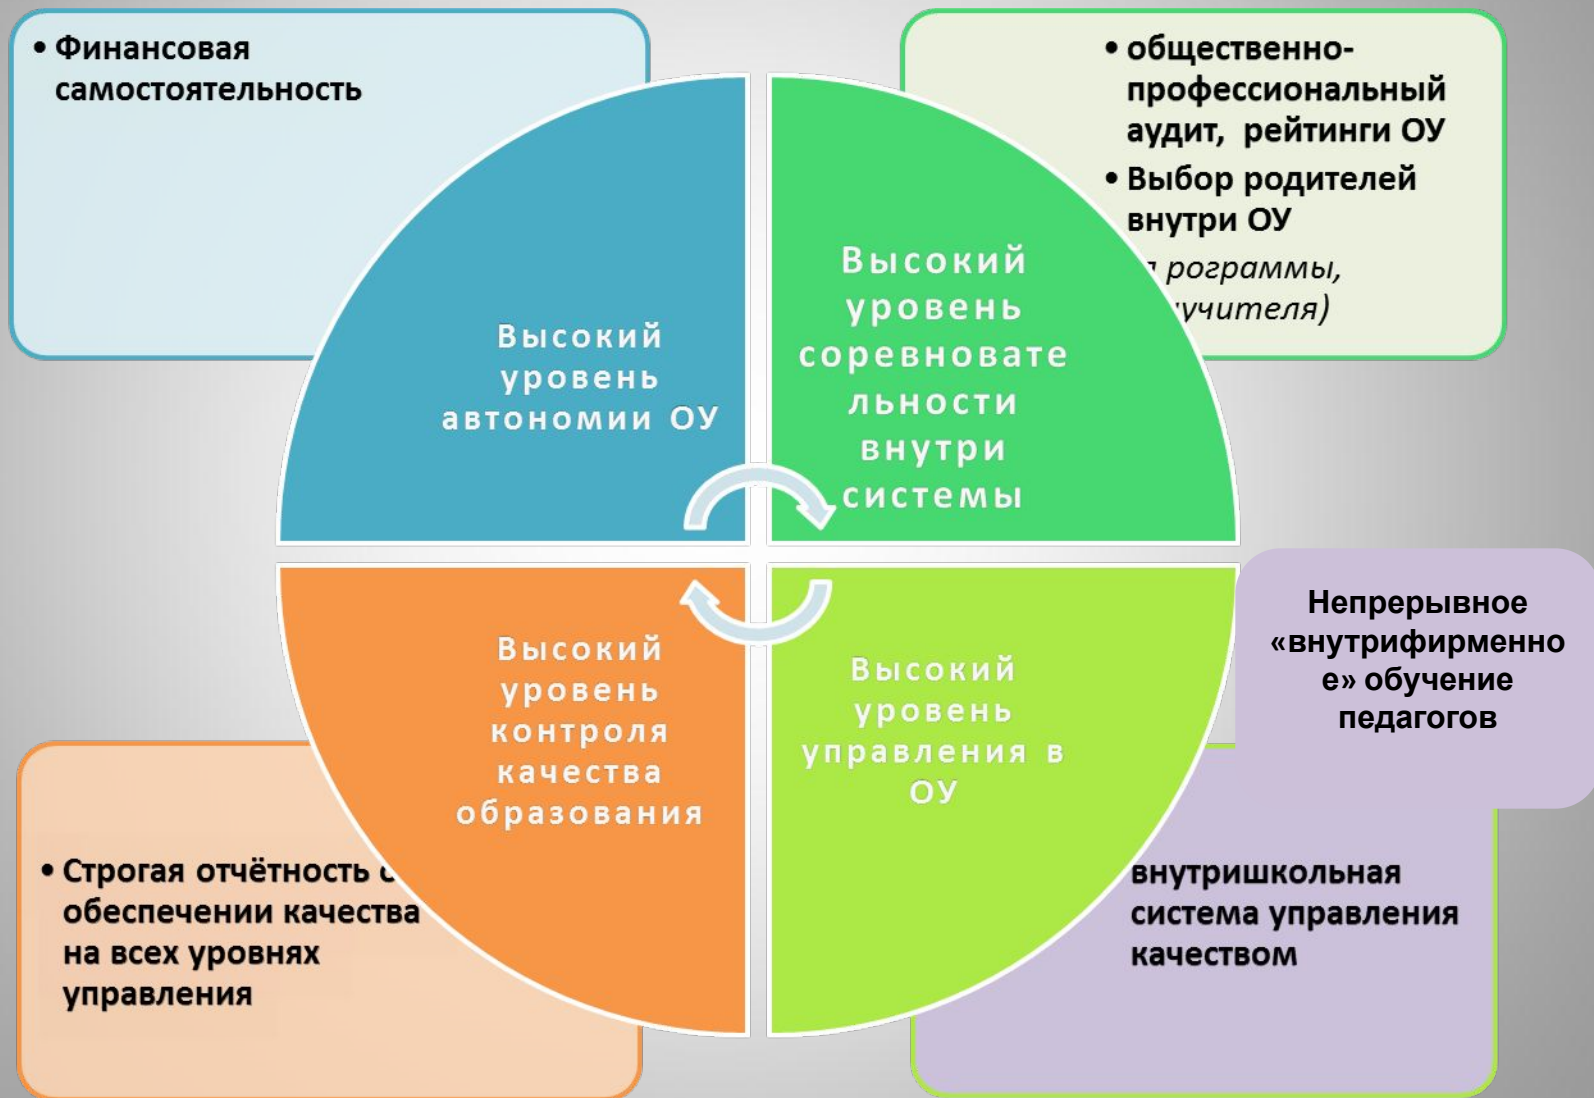 • Финансовая
самостоятельность
• общественно-
профессиональный
аудит, рейтинги ОУ
• Выбор родителей
внутри ОУ
рограммы,
учителя)
Высокий
уровень
автономии ОУ
Высокий
уровень
соревновате
льности
внутри
системы
Высокий
уровень
контроля
качества
образования
Высокий
уровень
управления в
ОУ
Непрерывное
«внутрифирменно
е» обучение
педагогов
• Строгая отчётность
обеспечении качества
на всех уровнях
управления
внутришкольная
система управления
качеством